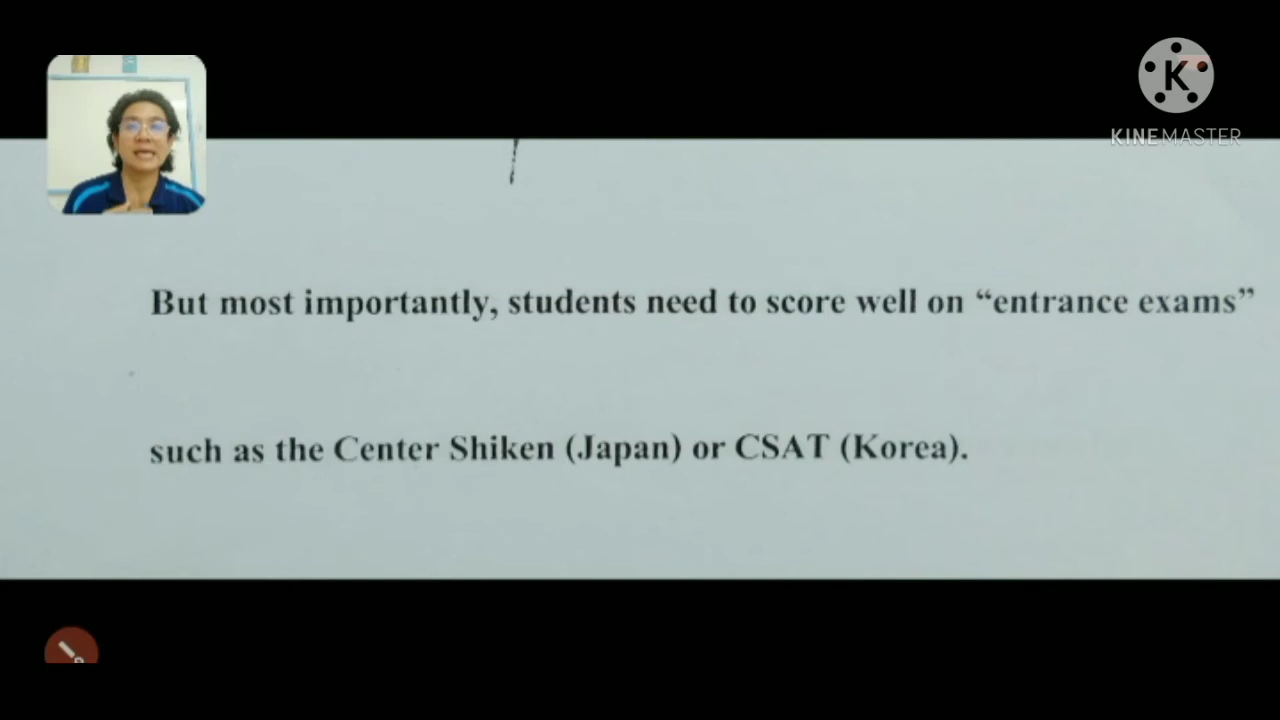 KINEMASTER
But most importantly, students need to score well on “entrance exams”
such as the Center Shiken (Japan) or CSAT (Korea).